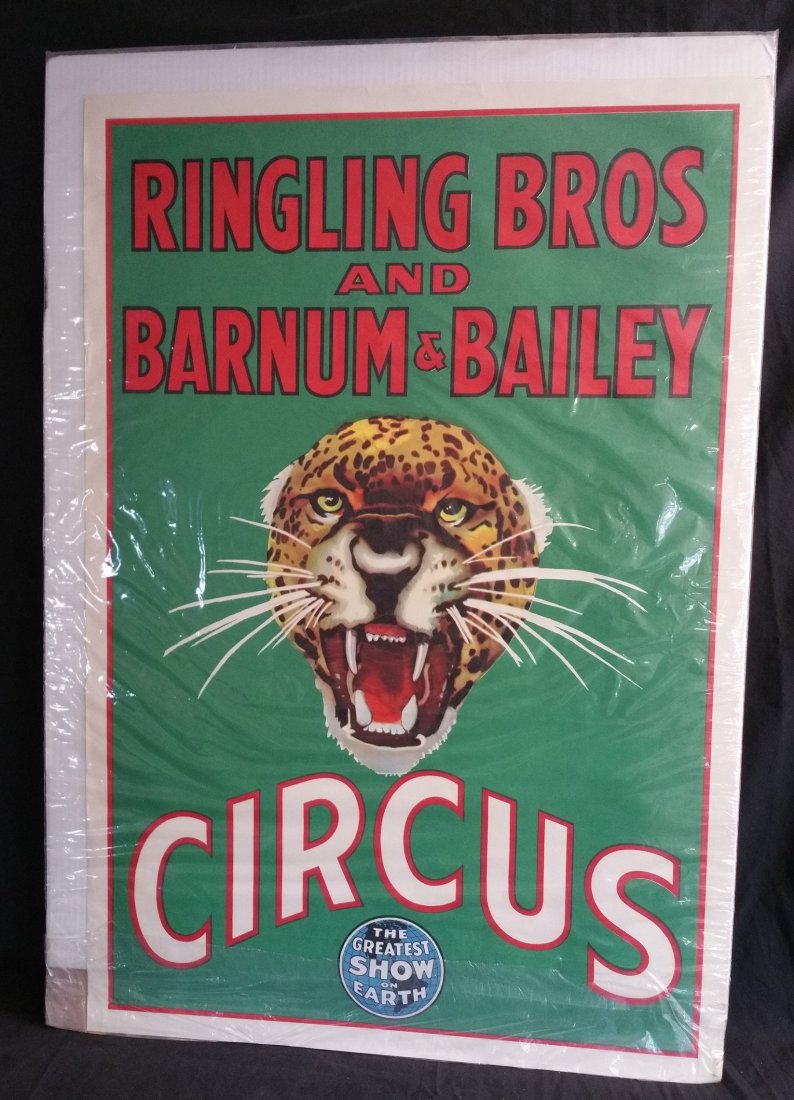 RINGLING BROS
AND
BARNUM & BAILEY
CIRCUS
THE
GREATEST
SHOW
ON
EARTH